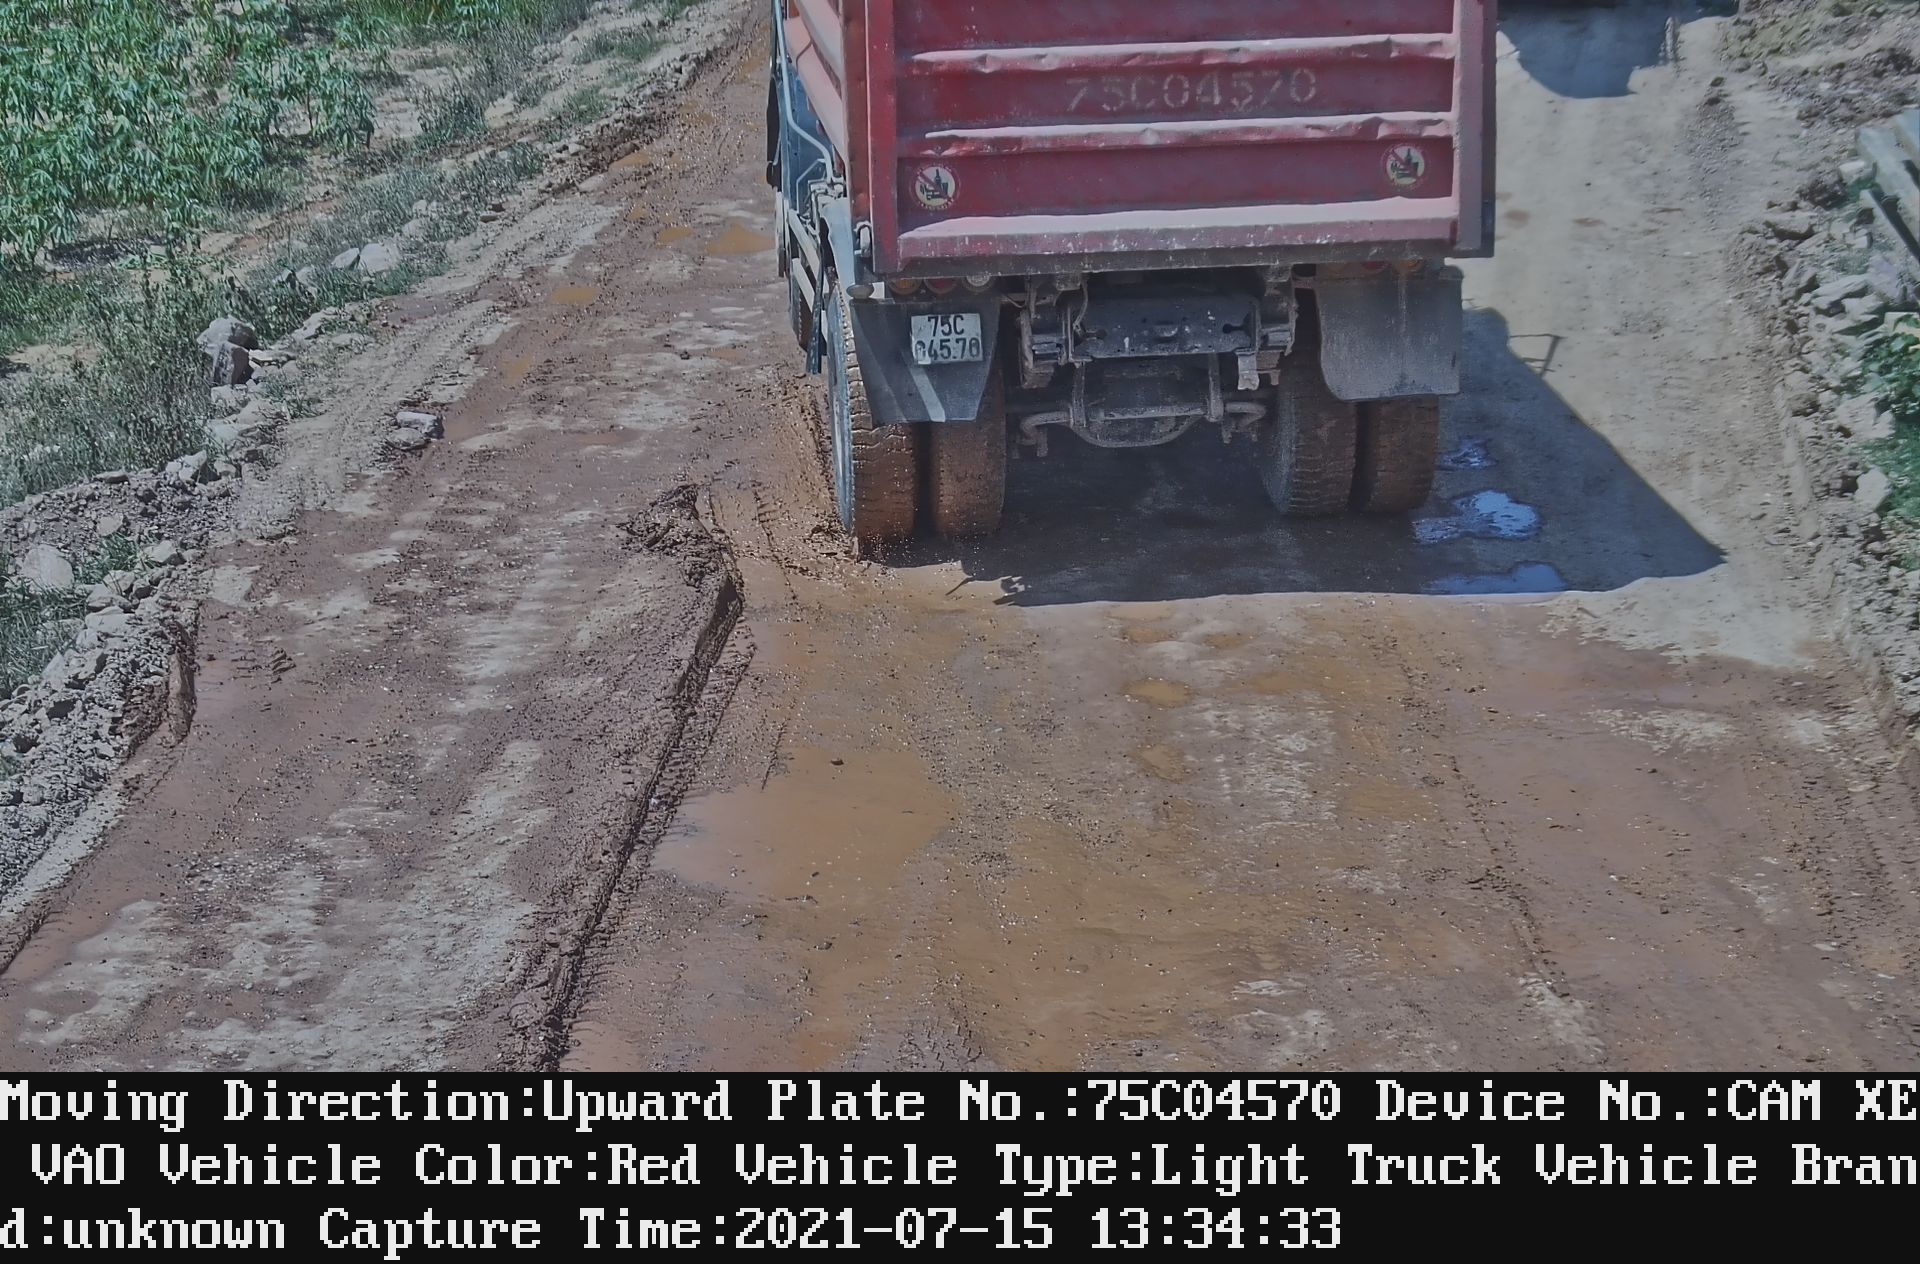 75C04570
75C
045.70
Moving Direction:Upward Plate No.:75C04570 Device No.:CAM XE
VAO Vehicle Color:Red Vehicle Type:Light Truck Vehicle Bran
d:unknown Capture Time:2021-07-15 13:34:33